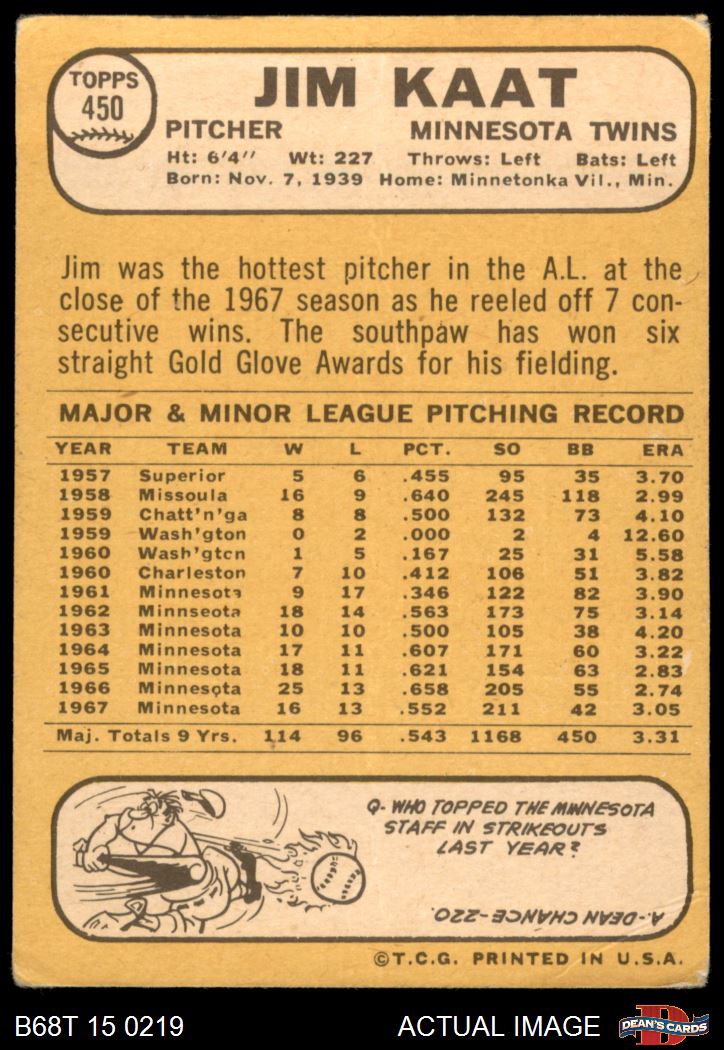 TOPPS
450
JIM KAAT
PITCHER MINNESOTA TWINS
Ht: 6'4" Wt: 227 Throws: Left Bats: Left
Born: Nov. 7, 1939 Home: Minnetonka Vil., Min.
Jim was the hottest pitcher in the A.L. at the
close of the 1967 season as he reeled off 7 con-
secutive wins. The southpaw has won six
straight Gold Glove Awards for his fielding.
MAJOR & MINOR LEAGUE PITCHING RECORD
YEAR TEAM W L PCT. SO BB ERA
1957 Superior 5 6 .455 95 35 3.70
1958 Missoula 16 9 .640 245 118 2.99
1959 Chatt'n'ga 8 8 .500 132 73 4.10
1959 Wash'gton 0 2 .000 2 4 12.60
1960 Wash'gton 1 5 .167 25 31 5.58
1960 Charleston 7 10 .412 106 51 3.82
1961 Minnesota 9 17 .346 122 82 3.90
1962 Minnseota 18 14 .563 173 75 3.14
1963 Minnesota 10 10 .500 105 38 4.20
1964 Minnesota 17 11 .607 171 60 3.22
1965 Minnesota 18 11 .621 154 63 2.83
1966 Minnesota 25 13 .658 205 55 2.74
1967 Minnesota 16 13 .552 211 42 3.05
Maj. Totals 9 Yrs. 114 96 .543 1168 450 3.31
Q- WHO TOPPED THE MINNESOTA
STAFF IN STRIKEOUTS
LAST YEAR?
A.- DEAN CHANCE-220.
©T.C.G. PRINTED IN U.S.A.
B68T 15 0219 ACTUAL IMAGE
D
DEAN'S CARDS